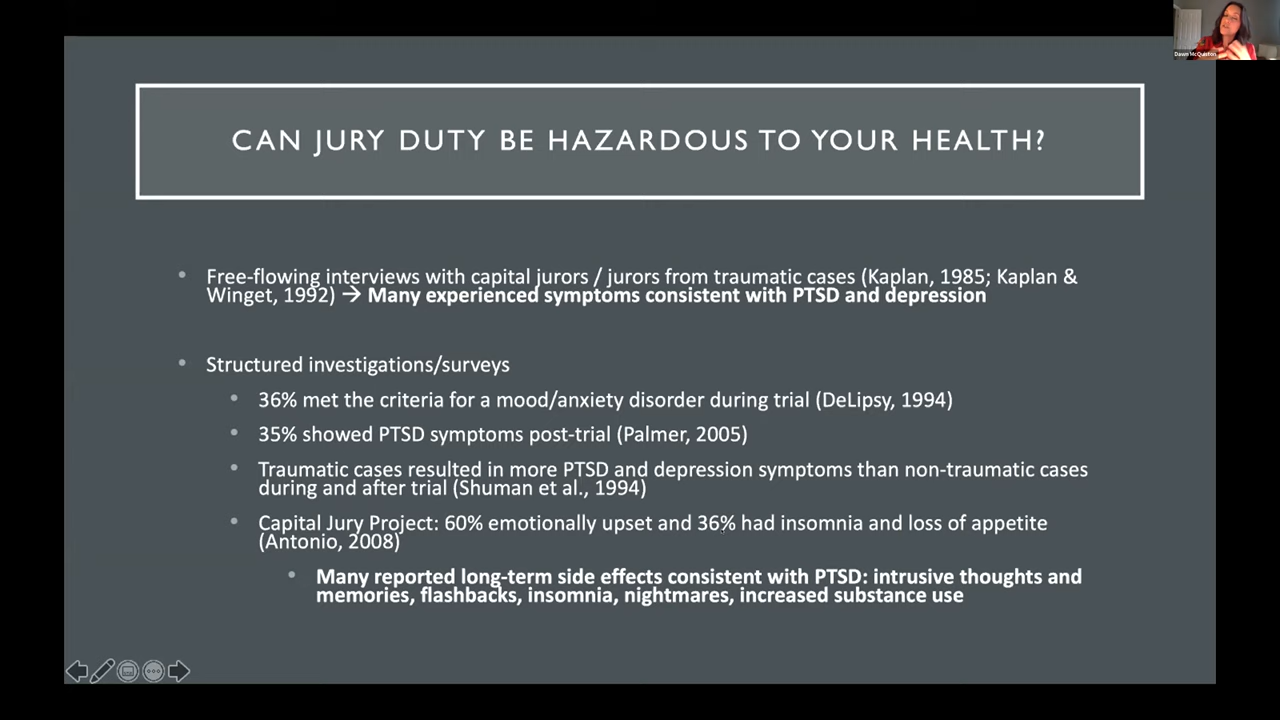 Dawn McQuiston
CAN JURY DUTY BE HAZARDOUS TO YOUR HEALTH?
• Free-flowing interviews with capital jurors / jurors from traumatic cases (Kaplan, 1985; Kaplan &
Winget, 1992) → Many experienced symptoms consistent with PTSD and depression
• Structured investigations/surveys
• 36% met the criteria for a mood/anxiety disorder during trial (DeLipsy, 1994)
• 35% showed PTSD symptoms post-trial (Palmer, 2005)
• Traumatic cases resulted in more PTSD and depression symptoms than non-traumatic cases
during and after trial (Shuman et al., 1994)
• Capital Jury Project: 60% emotionally upset and 36% had insomnia and loss of appetite
(Antonio, 2008)
• Many reported long-term side effects consistent with PTSD: intrusive thoughts and
memories, flashbacks, insomnia, nightmares, increased substance use